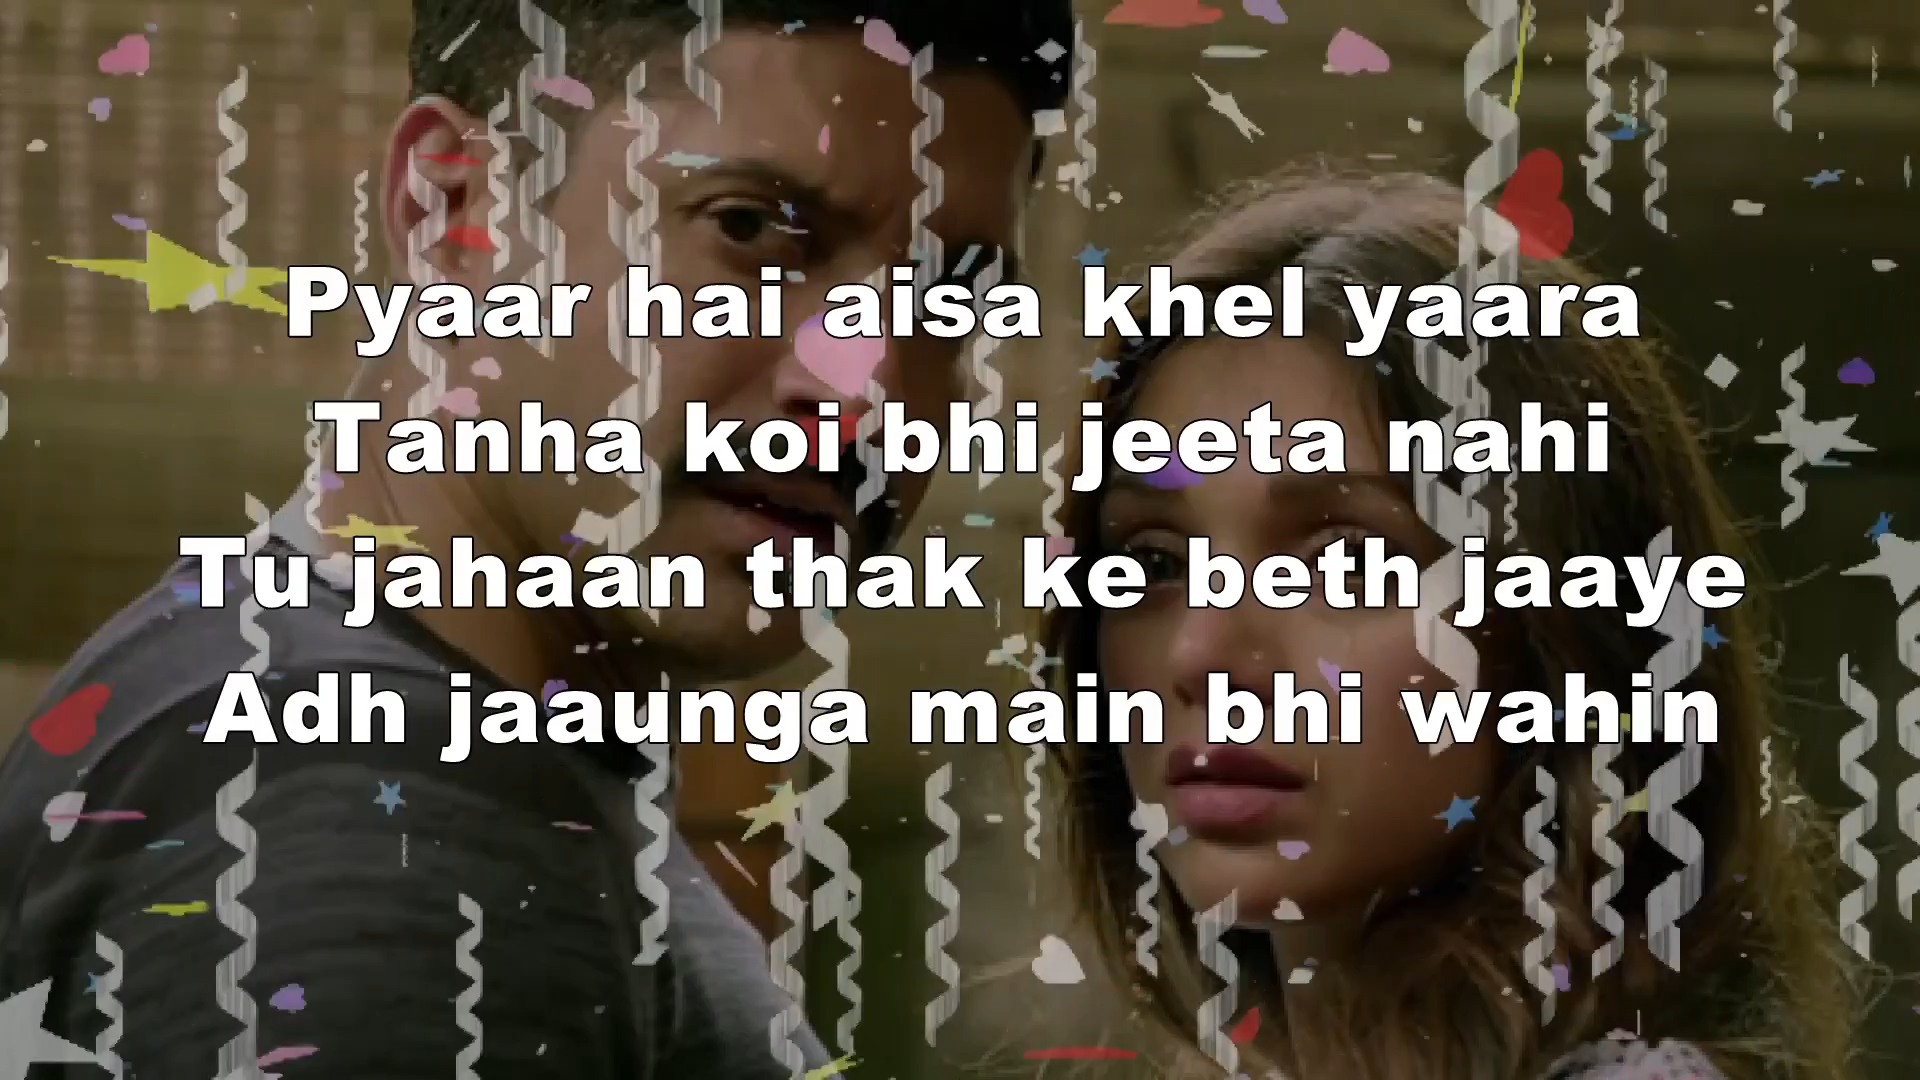 Pyaar hai aisa khel yaara
Tanha koi bhi jeeta nahi
Tu jahaan thak ke beth jaaye
Adh jaaunga main bhi wahin